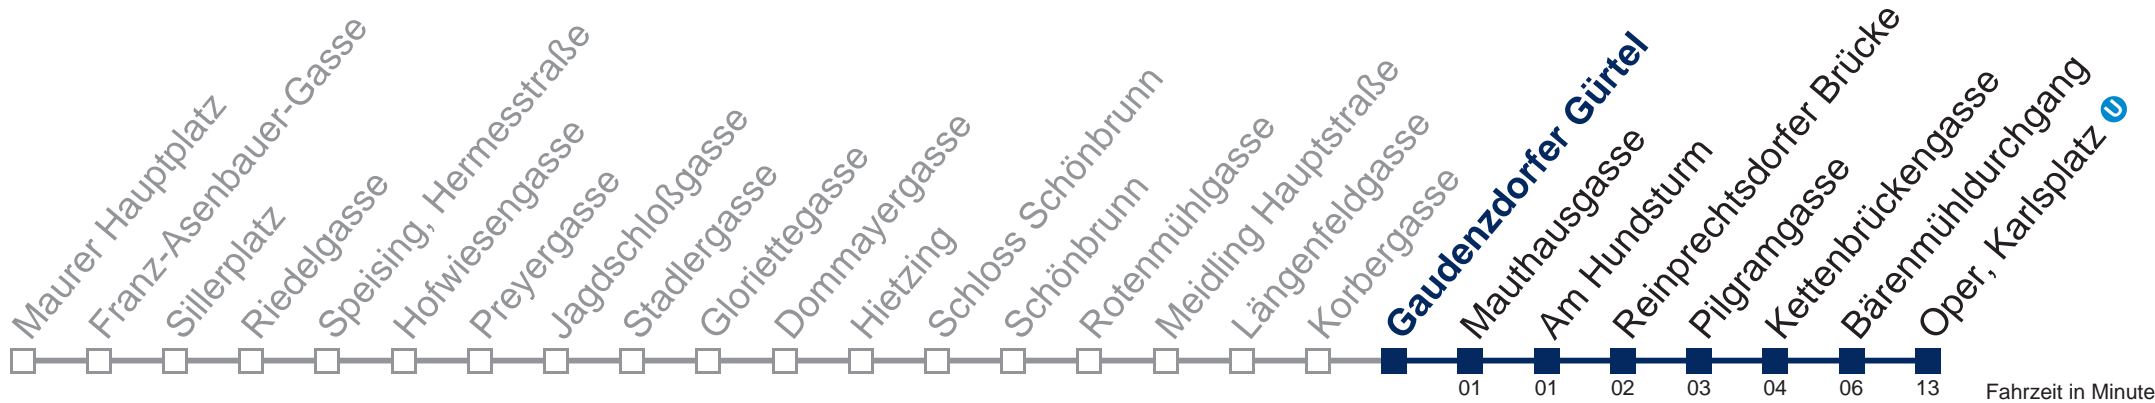 Maurer Hauptplatz
Franz-Asenbauer-Gasse
Sillerplatz
Riedelgasse
Speising, Hermesstraße
Hofwiesengasse
Preyergasse
Jagdschloßgasse
Stadlergasse
Gloriettegasse
Dommayergasse
Hietzing
Schloss Schönbrunn
Schönbrunn
Rotenmühlgasse
Meidling Hauptstraße
Längenfeldgasse
Korbergasse
Gaudenzdorfer Gürtel
Mauthausgasse
Am Hundsturm
Reinprechtsdorfer Brücke
Pilgramgasse
Kettenbrückengasse
Bärenmühldurchgang
Oper, Karlsplatz U
01 01 02 03 04 06 13
Fahrzeit in Minute